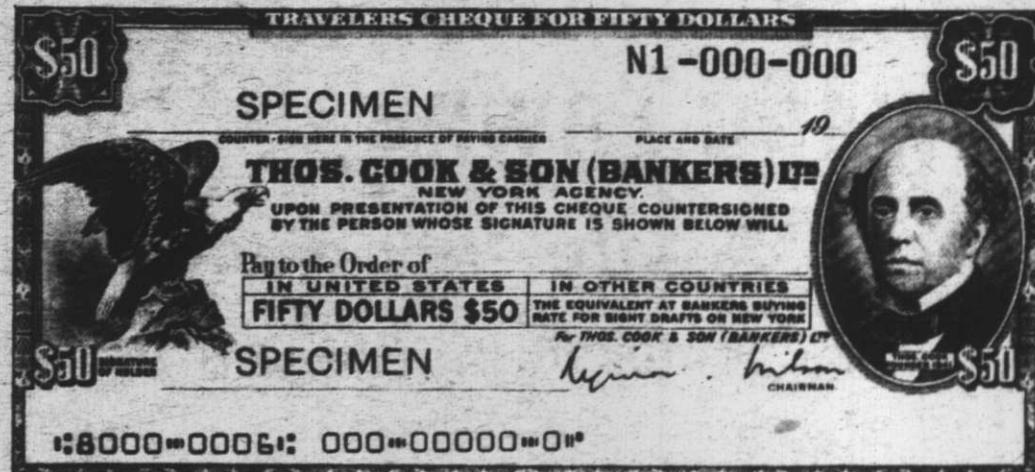 TRAVELERS CHEQUE FOR FIFTY DOLLARS
$50 $50
N1-000-000
SPECIMEN
19
COUNTER-SIGN HERE IN THE PRESENCE OF PAYING CASHIER PLACE AND DATE
THOS. COOK & SON (BANKERS) LTD
NEW YORK AGENCY.
UPON PRESENTATION OF THIS CHEQUE COUNTERSIGNED
BY THE PERSON WHOSE SIGNATURE IS SHOWN BELOW WILL
Pay to the Order of
IN UNITED STATES IN OTHER COUNTRIES
FIFTY DOLLARS $50 THE EQUIVALENT AT BANKERS BUYING
RATE FOR SIGHT DRAFTS ON NEW YORK
For THOS. COOK & SON (BANKERS) LTD
$50 SIGNATURE
OF HOLDER SPECIMEN Wilson THOS. COOK $50
CHAIRMAN
⑆8000⑉0006⑆ 000⑉00000⑉0⑈